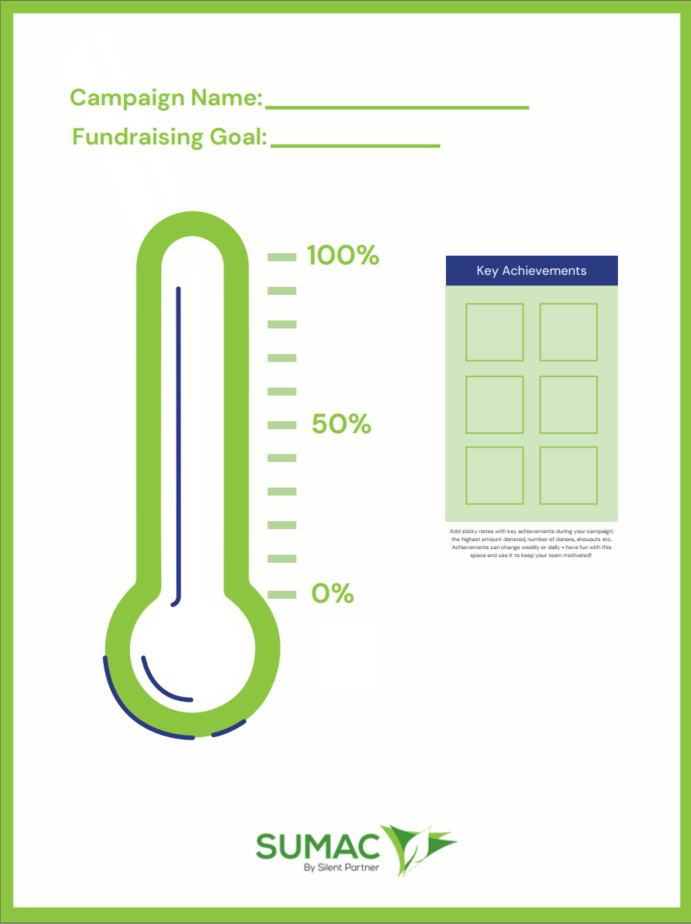 Campaign Name:
Fundraising Goal:
100%
50%
0%
Key Achievements
Add sticky notes with key achievements during your campaign:
the highest amount donated, number of donors, shououts etc.
Achievements can change weekly or daily - have fun with this
space and use it to keep your team motivated!
SUMAC
By Silent Partner